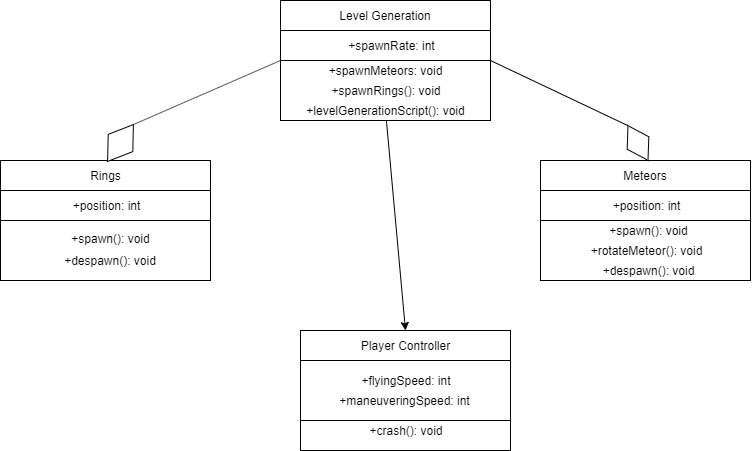 Level Generation
+spawnRate: int
+spawnMeteors: void
+spawnRings(): void
+levelGenerationScript(): void
Rings
+position: int
+spawn(): void
+despawn(): void
Meteors
+position: int
+spawn(): void
+rotateMeteor(): void
+despawn(): void
Player Controller
+flyingSpeed: int
+maneuveringSpeed: int
+crash(): void